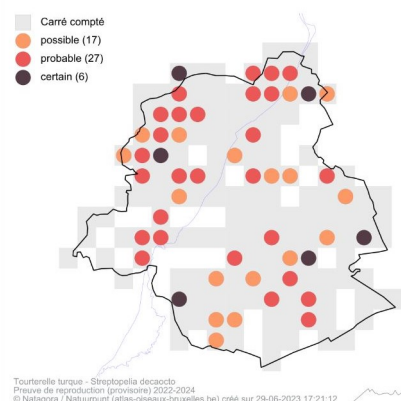 Carré compté
possible (17)
probable (27)
certain (6)
Tourterelle turque - Streptopelia decaocto
Preuve de reproduction (provisoire) 2022-2024
© Natagora / Natuurpunt (atlas-oiseaux-bruxelles.be) créé sur 29-06-2023 17:21:12